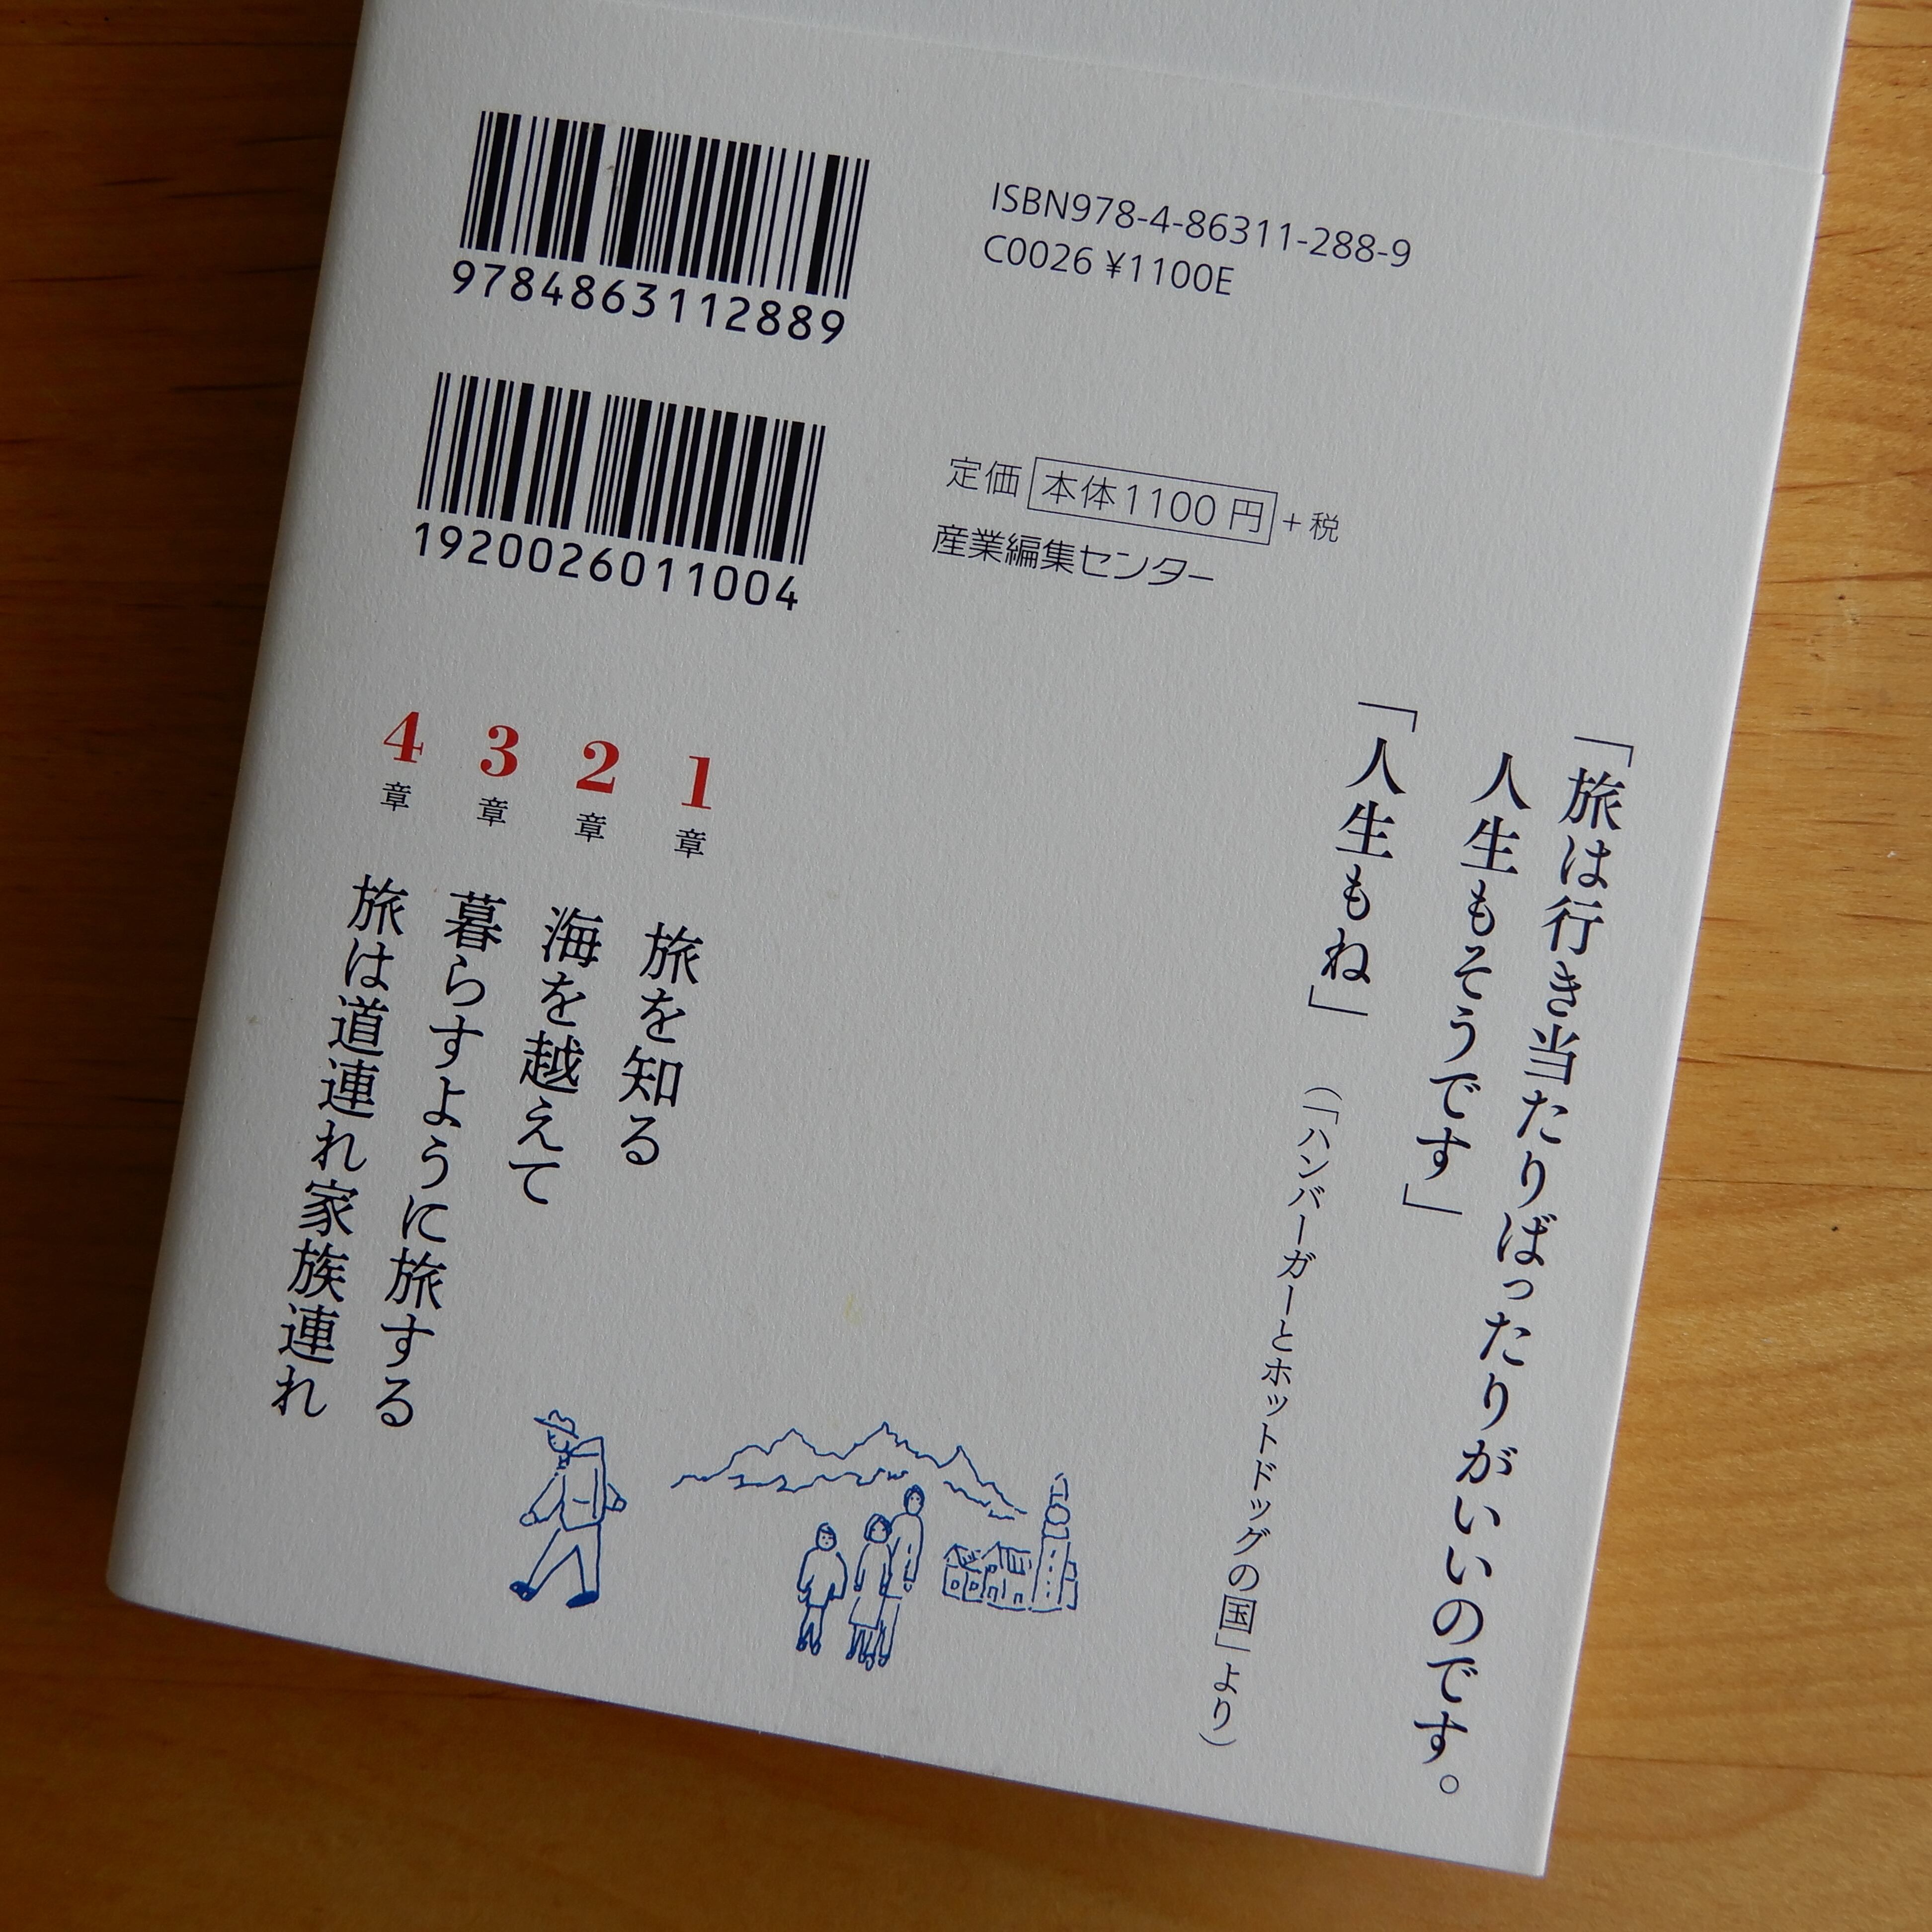 9784863112889
ISBN978-4-86311-288-9
C0026 ¥1100E
1920026011004
定価 本体1100円+税
産業編集センター
「旅は行き当たりばったりがいいのです。
人生もそうです」
「人生もね」
（「ハンバーガーとホットドッグの国」より）
1章 旅を知る
2章 海を越えて
3章 暮らすように旅する
4章 旅は道連れ家族連れ